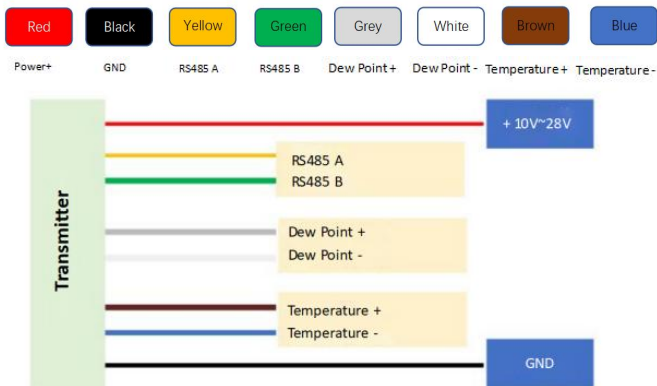 Red Black Yellow Green Grey White Brown Blue
Power+ GND RS485 A RS485 B Dew Point + Dew Point - Temperature + Temperature -
+ 10V~28V
RS485 A
RS485 B
Dew Point +
Dew Point -
Transmitter
Temperature +
Temperature -
GND